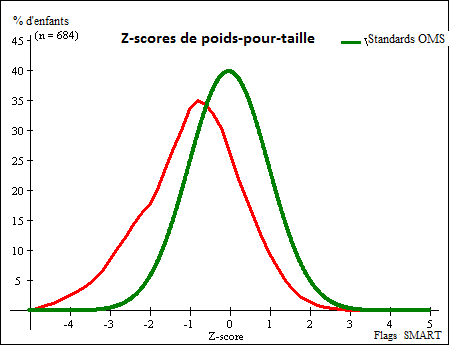 % d'enfants
(n = 684)
Z-scores de poids-pour-taille
Standards OMS
45
40
35
30
25
20
15
10
5
-4 -3 -2 -1 0 1 2 3 4 5
Z-score
Flags SMART